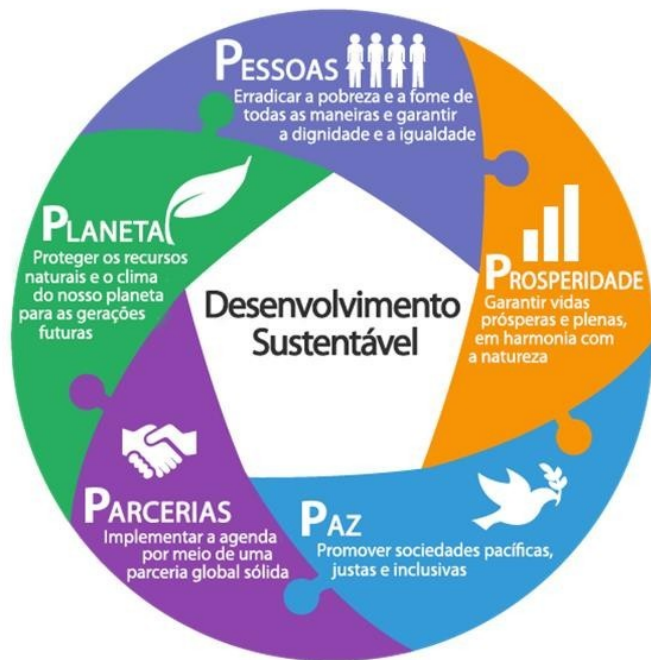 PESSOAS
Erradicar a pobreza e a fome de
todas as maneiras e garantir
a dignidade e a igualdade
PROSPERIDADE
Garantir vidas
prósperas e plenas,
em harmonia com
a natureza
PAZ
Promover sociedades pacíficas,
justas e inclusivas
PARCERIAS
Implementar a agenda
por meio de uma
parceria global sólida
PLANETA
Proteger os recursos
naturais e o clima
do nosso planeta
para as gerações
futuras
Desenvolvimento
Sustentável